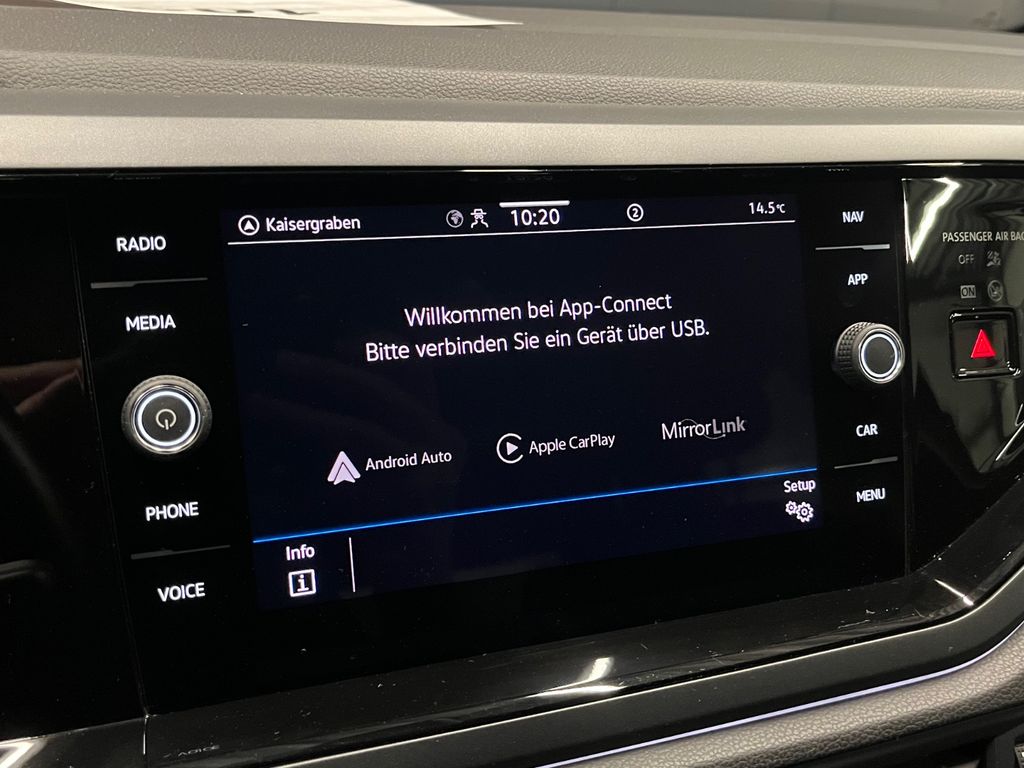 Kaisergraben
10:20
2
14.5°C
RADIO
MEDIA
PHONE
VOICE
Willkommen bei App-Connect
Bitte verbinden Sie ein Gerät über USB.
Android Auto
Apple CarPlay
MirrorLink
Setup
Info
i
NAV
APP
CAR
MENU
PASSENGER AIR BAG
OFF
ON